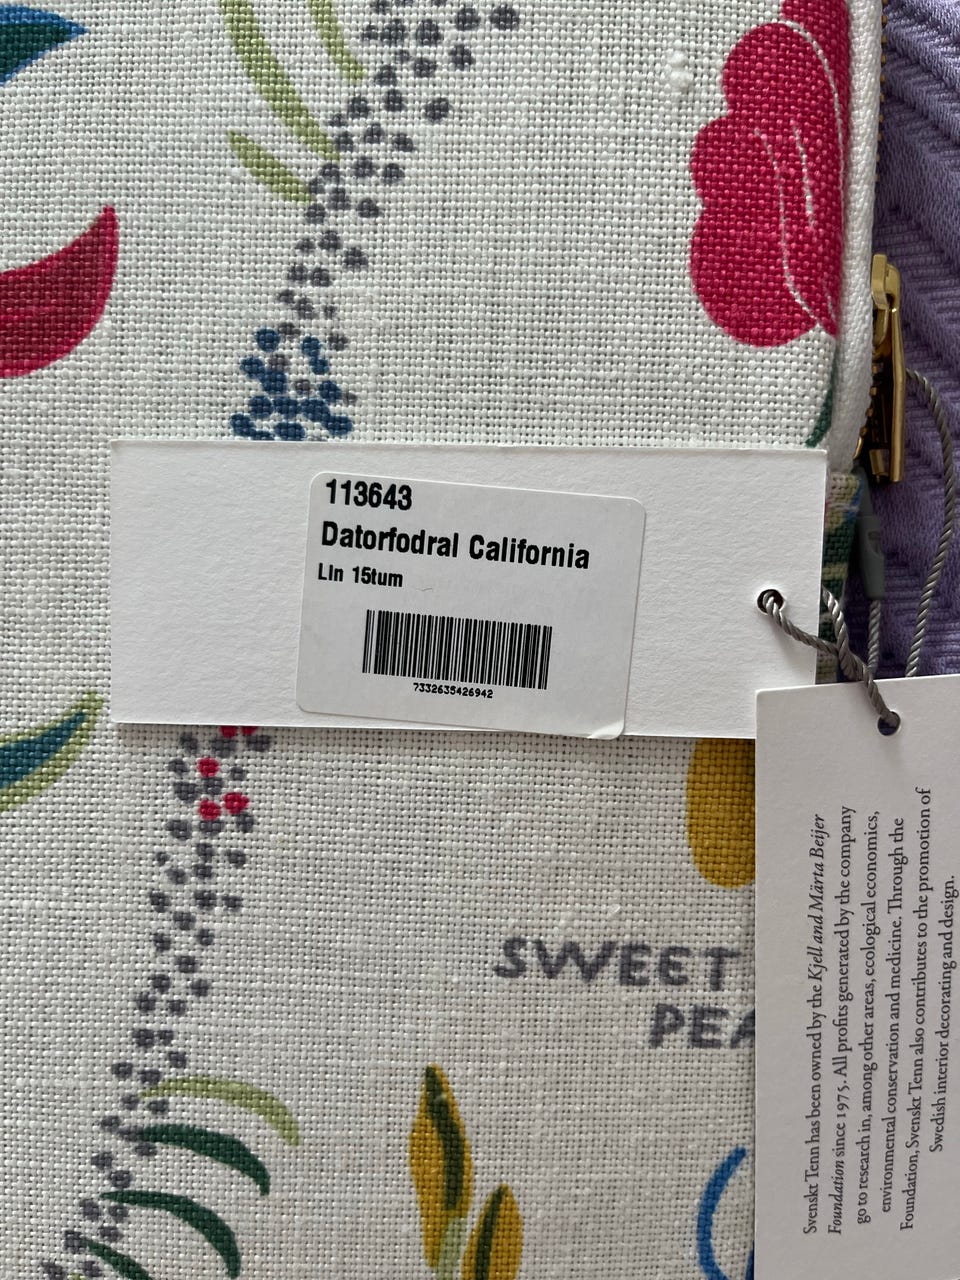 113643
Datorfodral California
Lin 15tum
7332635426942
SWEET
PEA
Svenskt Tenn has been owned by the Kjell and Märta Beijer
Foundation since 1975. All profits generated by the company
go to research in, among other areas, ecological economics,
environmental conservation and medicine. Through the
Foundation, Svenskt Tenn also contributes to the promotion of
Swedish interior decorating and design.